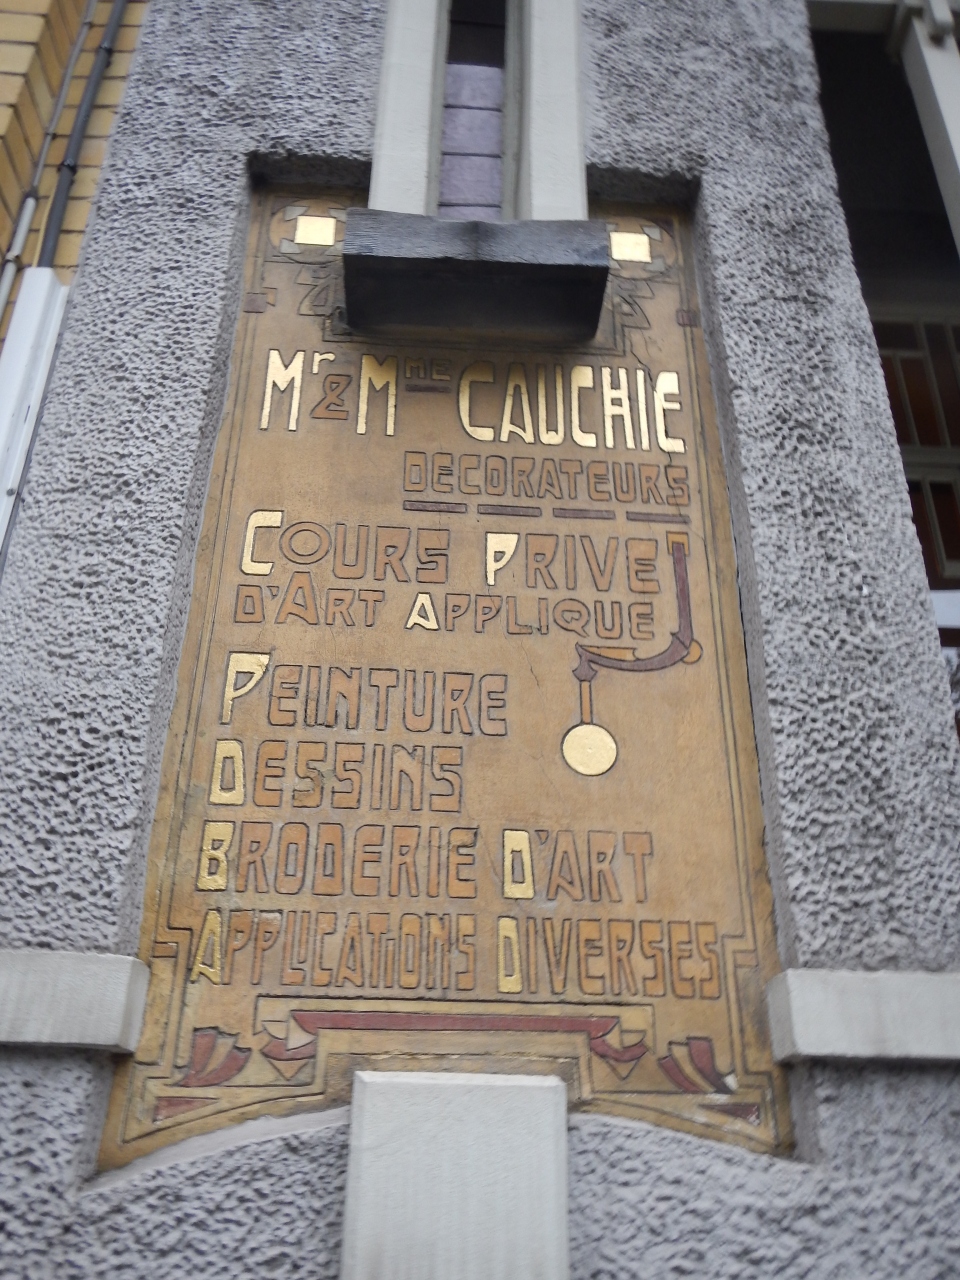 Mr & Mme CAUCHIE
DECORATEURS
COURS PRIVE
D'ART APPLIQUE
PEINTURE
DESSINS
BRODERIE D'ART
APPLICATIONS DIVERSES